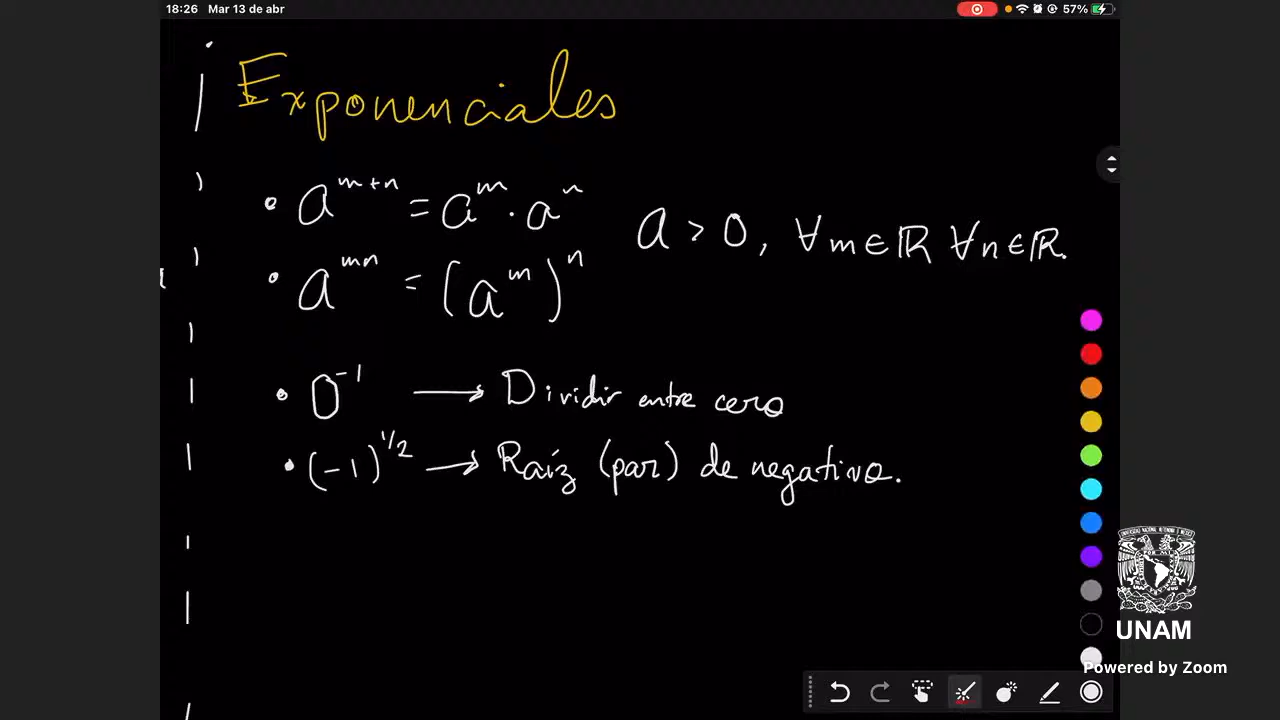 18:26 Mar 13 de abr 57%
Exponenciales
• a^{m+n} = a^m · a^n
a > 0, ∀m∈ℝ ∀n∈ℝ.
• a^{mn} = (a^m)^n
• 0^{-1} → Dividir entre cero
• (-1)^{1/2} → Raíz (par) de negativo.
UNAM
Powered by Zoom